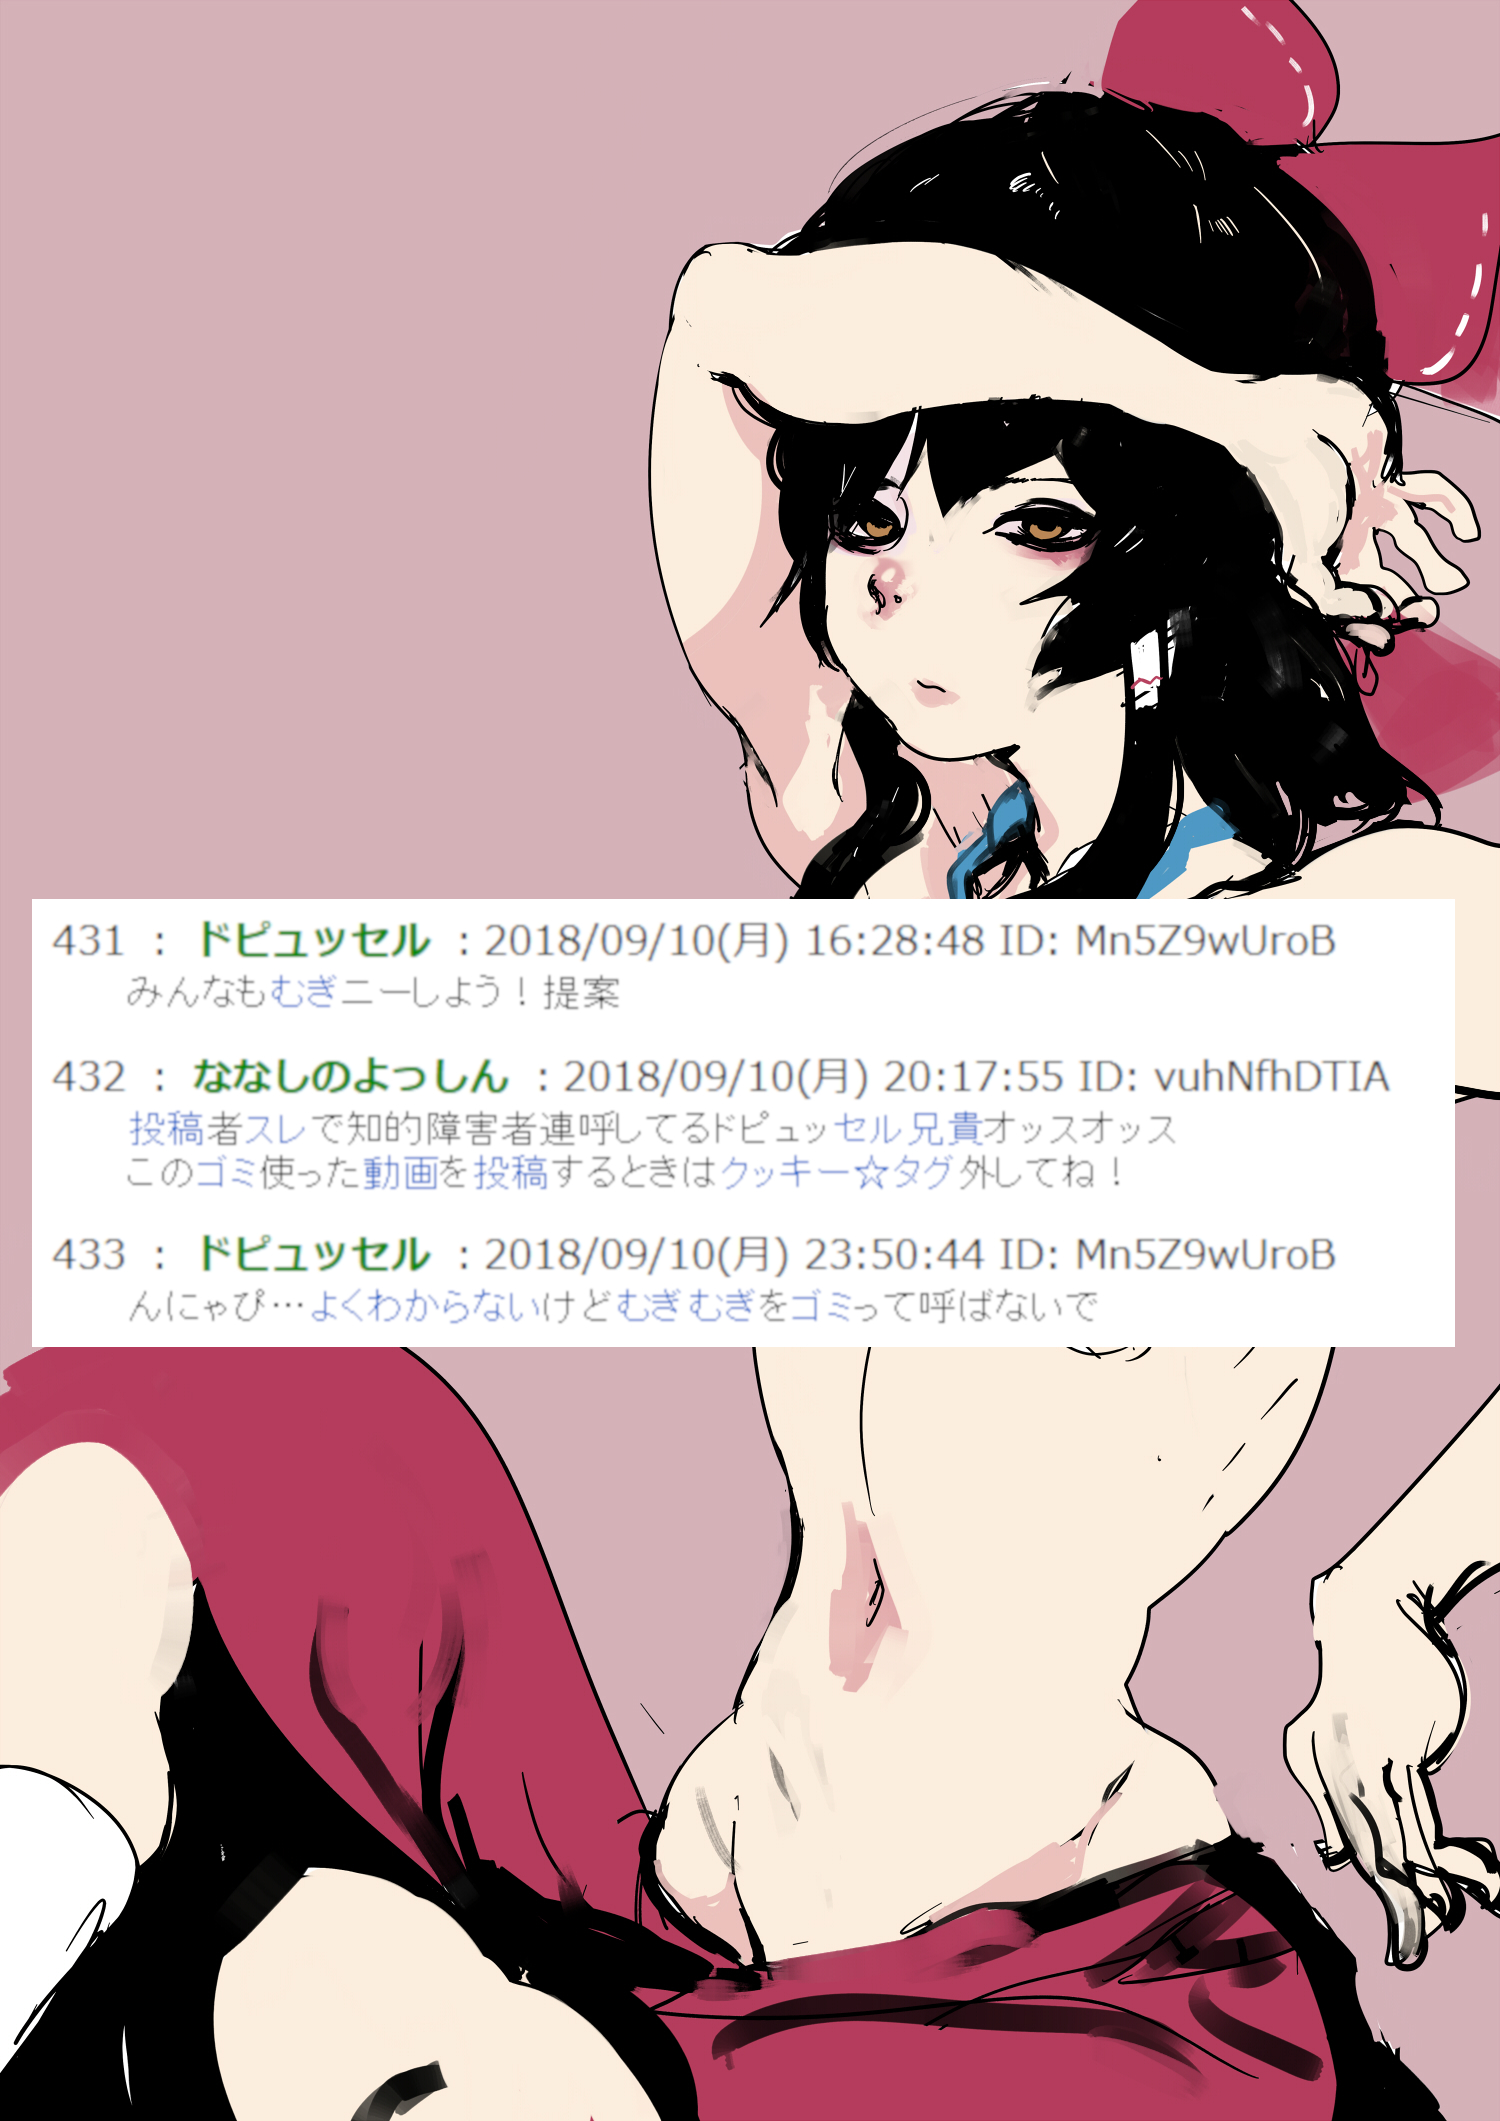 431 : ドピュッセル : 2018/09/10(月) 16:28:48 ID: Mn5Z9wUroB
みんなもむぎニーしよう！提案
432 : ななしのよっしん : 2018/09/10(月) 20:17:55 ID: vuhNfhDTIA
投稿者スレで知的障害者連呼してるドピュッセル兄貴オッスオッス
このゴミ使った動画を投稿するときはクッキー☆タグ外してね！
433 : ドピュッセル : 2018/09/10(月) 23:50:44 ID: Mn5Z9wUroB
んにゃぴ…よくわからないけどむぎむぎをゴミって呼ばないで